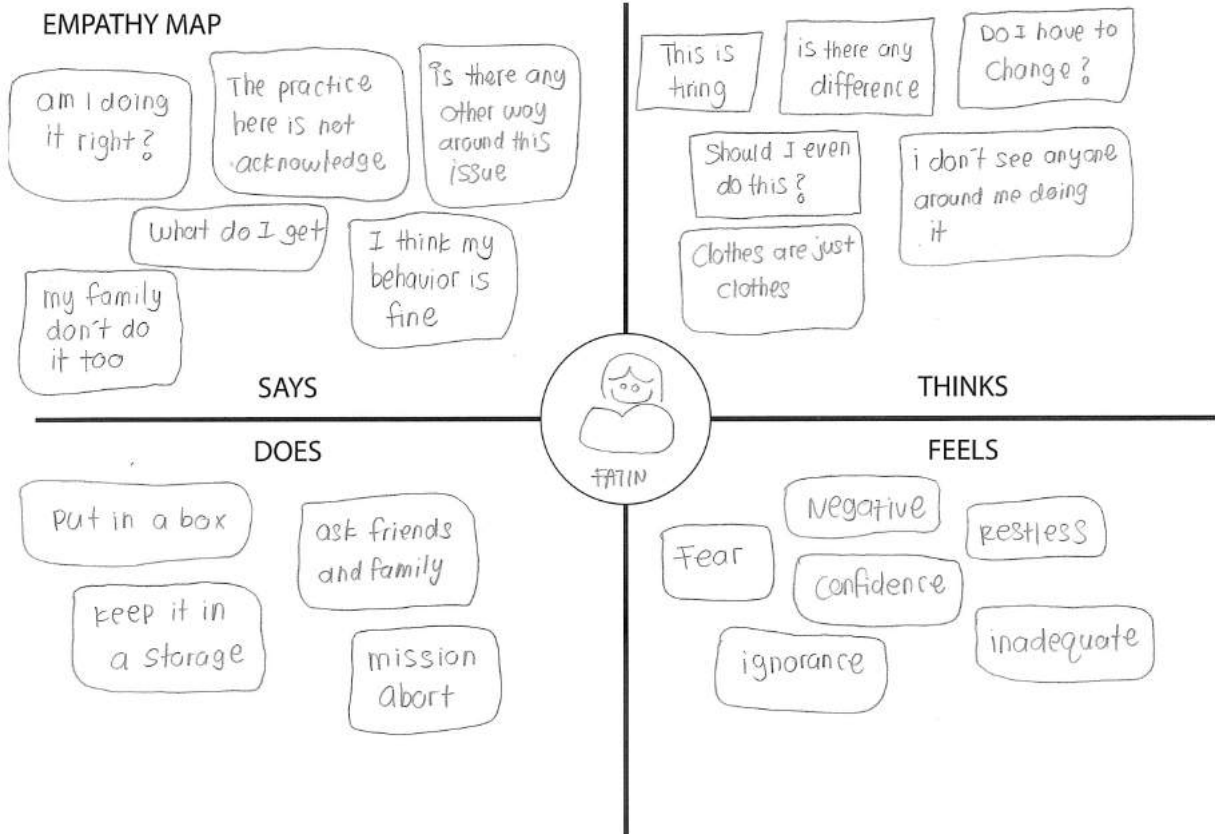 EMPATHY MAP
am I doing
it right?
The practice
here is not
acknowledge
is there any
other way
around this
issue
What do I get
I think my
behavior is
fine
my family
don't do
it too
SAYS
This is
tiring
is there any
difference
Do I have to
Change?
Should I even
do this?
i don't see anyone
around me doing
it
Clothes are just
clothes
THINKS
FATIN
DOES
Put in a box
ask friends
and family
keep it in
a storage
mission
abort
FEELS
Negative
Restless
Fear
confidence
inadequate
ignorance